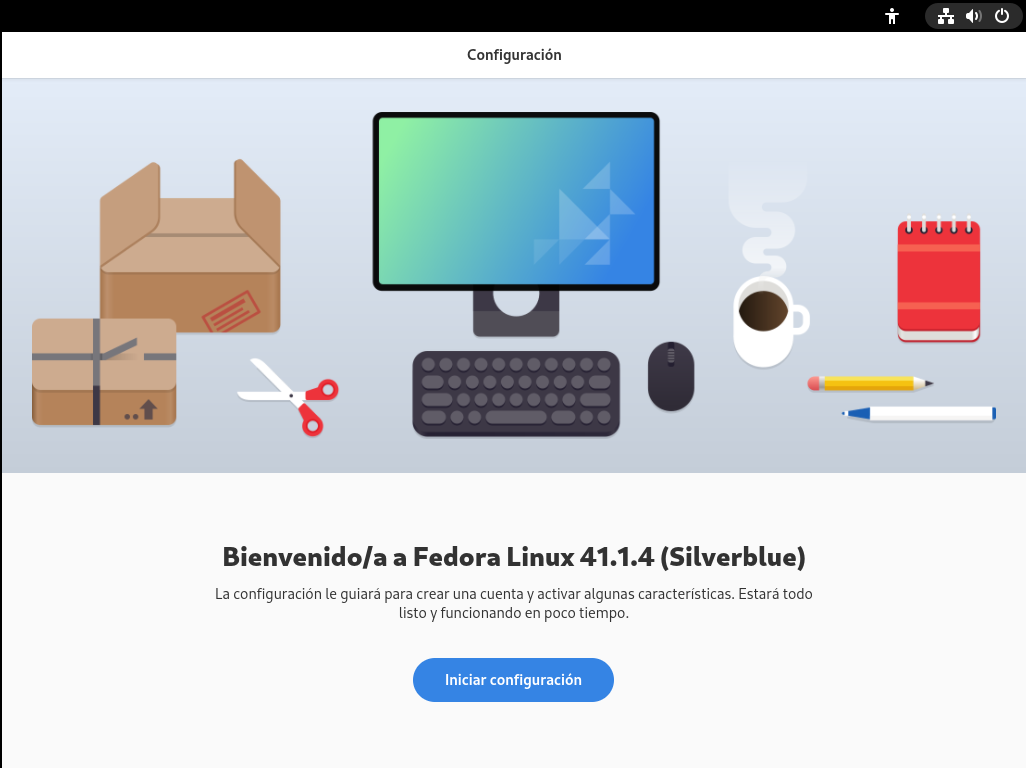 Configuración
Bienvenido/a a Fedora Linux 41.1.4 (Silverblue)
La configuración le guiará para crear una cuenta y activar algunas características. Estará todo
listo y funcionando en poco tiempo.
Iniciar configuración